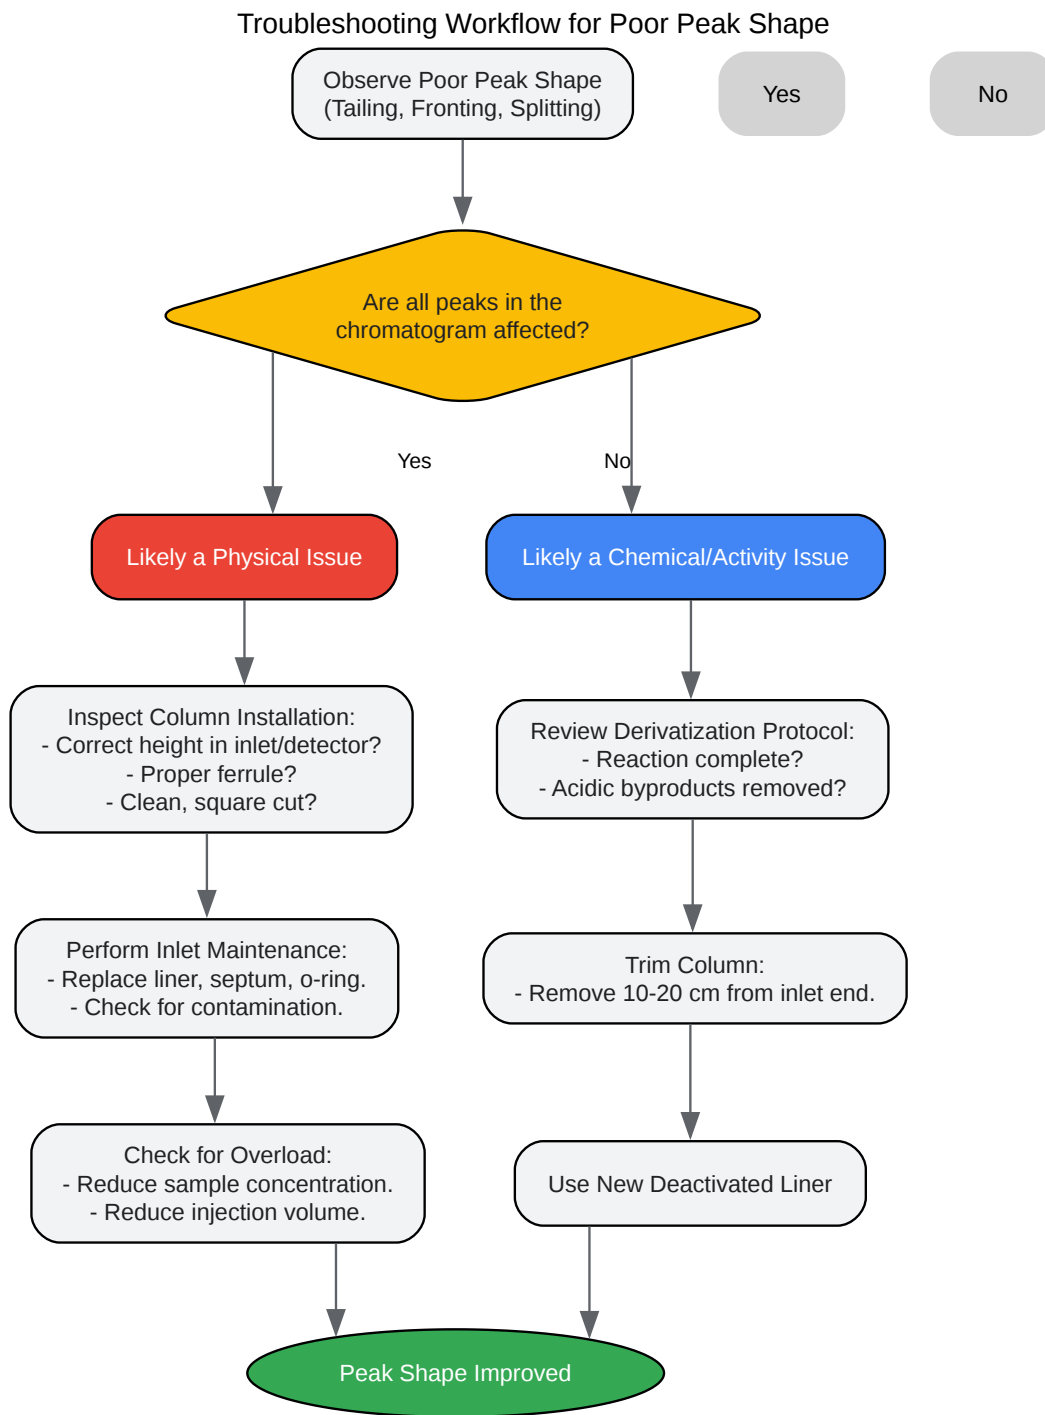 Troubleshooting Workflow for Poor Peak Shape
Observe Poor Peak Shape
(Tailing, Fronting, Splitting)
Yes
No
Are all peaks in the
chromatogram affected?
Yes
No
Likely a Physical Issue
Likely a Chemical/Activity Issue
Inspect Column Installation:
- Correct height in inlet/detector?
- Proper ferrule?
- Clean, square cut?
Review Derivatization Protocol:
- Reaction complete?
- Acidic byproducts removed?
Perform Inlet Maintenance:
- Replace liner, septum, o-ring.
- Check for contamination.
Trim Column:
- Remove 10-20 cm from inlet end.
Check for Overload:
- Reduce sample concentration.
- Reduce injection volume.
Use New Deactivated Liner
Peak Shape Improved